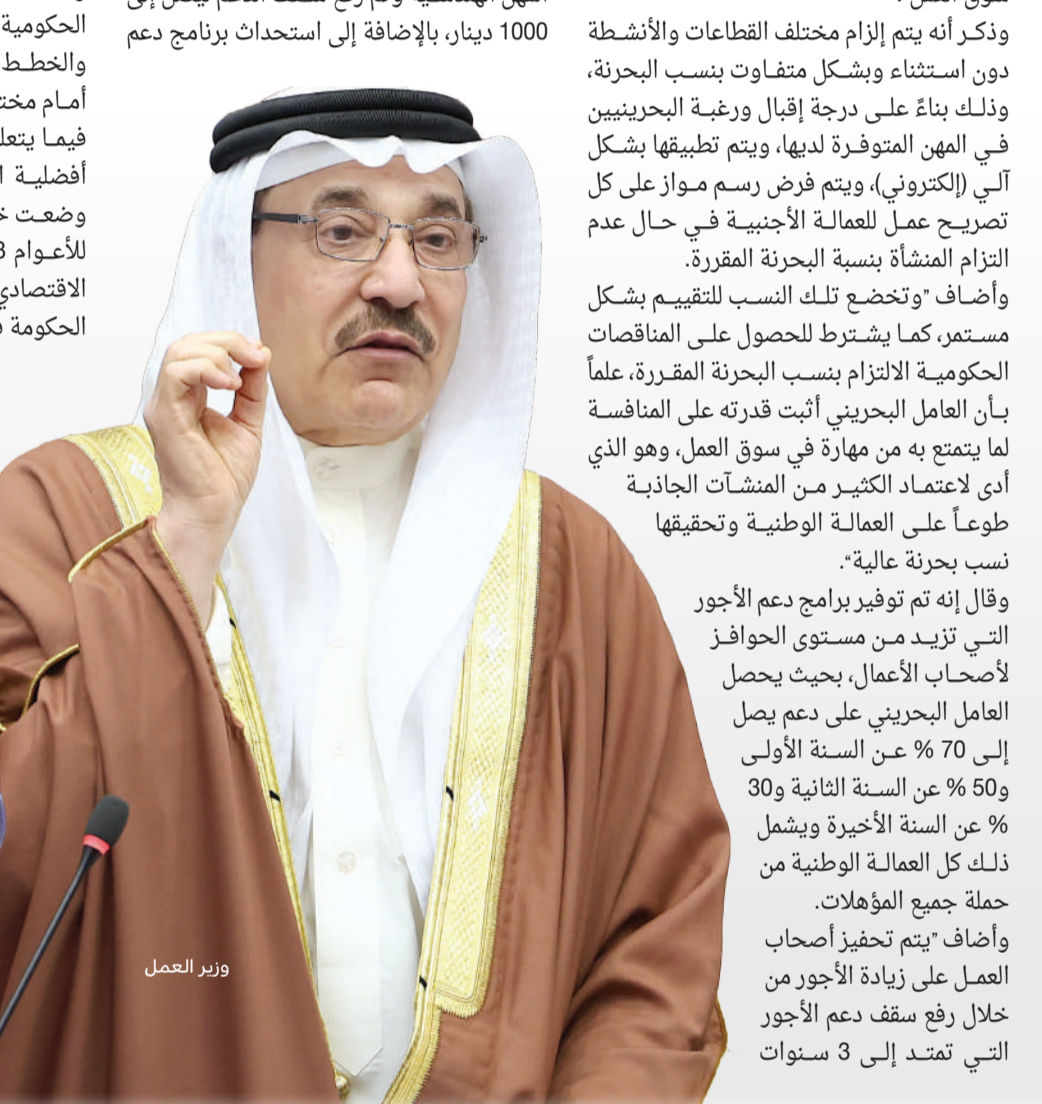 وذكر أنه يتم إلزام مختلف القطاعات والأنشطة
دون استثناء وبشكل متفاوت بنسب البحرنة،
وذلك بناءً على درجة إقبال ورغبة البحرينيين
في المهن المتوفرة لديها، ويتم تطبيقها بشكل
آلي (إلكتروني)، ويتم فرض رسم مواز على كل
تصريح عمل للعمالة الأجنبية في حال عدم
التزام المنشأة بنسبة البحرنة المقررة.
وأضاف ”وتخضع تلك النسب للتقييم بشكل
مستمر، كما يشترط للحصول على المناقصات
الحكومية الالتزام بنسب البحرنة المقررة، علماً
بأن العامل البحريني أثبت قدرته على المنافسة
لما يتمتع به من مهارة في سوق العمل، وهو الذي
أدى لاعتماد الكثير من المنشآت الجاذبة
طوعاً على العمالة الوطنية وتحقيقها
نسب بحرنة عالية“.
وقال إنه تم توفير برامج دعم الأجور
التي تزيد من مستوى الحوافز
لأصحاب الأعمال، بحيث يحصل
العامل البحريني على دعم يصل
إلى 70 % عن السنة الأولى
و50 % عن السنة الثانية و30
% عن السنة الأخيرة ويشمل
ذلك كل العمالة الوطنية من
حملة جميع المؤهلات.
وأضاف ”يتم تحفيز أصحاب
العمل على زيادة الأجور من
خلال رفع سقف دعم الأجور
التي تمتد إلى 3 سنوات
1000 دينار، بالإضافة إلى استحداث برنامج دعم
وزير العمل
الحكومية
والخطط
أمام
فيما
أفضلية
وضعت
للأعوام
الحكومة